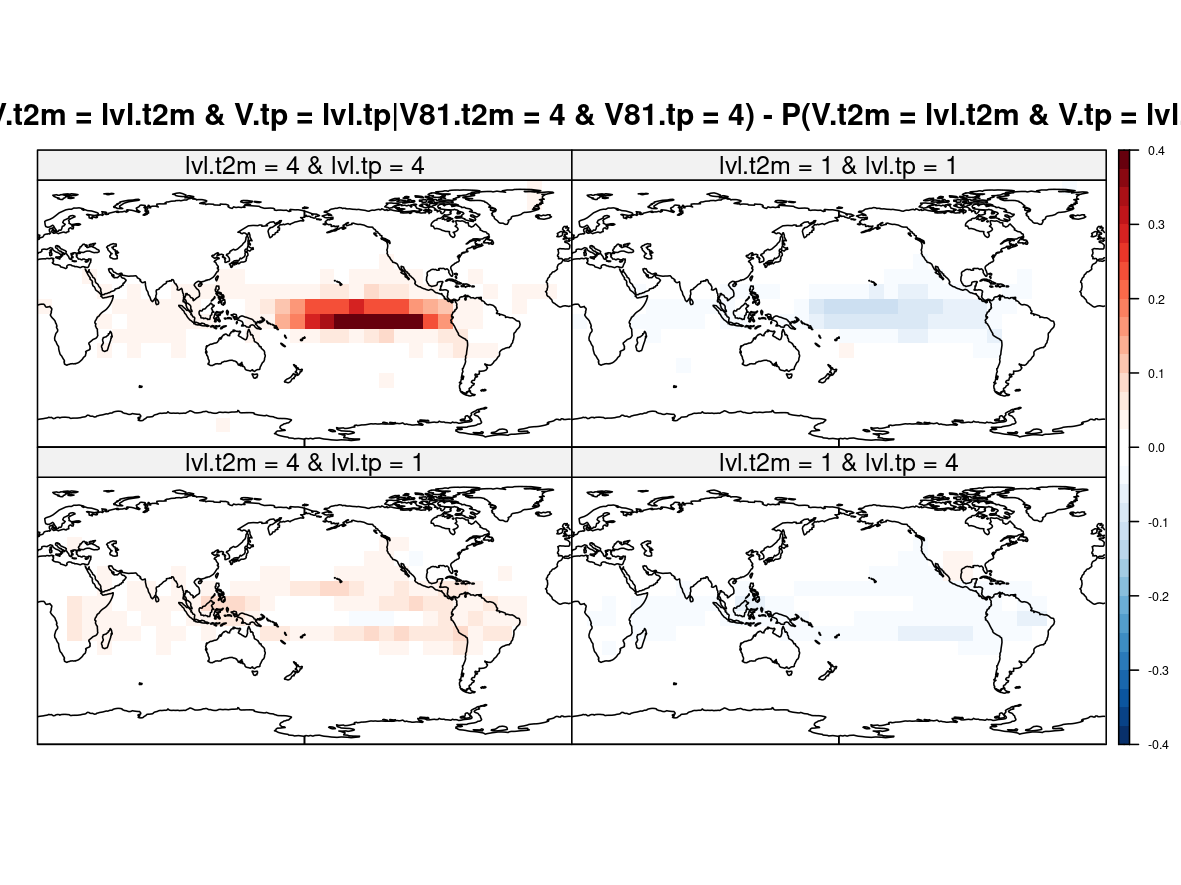 V.t2m = lvl.t2m & V.tp = lvl.tp|V81.t2m = 4 & V81.tp = 4) - P(V.t2m = lvl.t2m & V.tp = lvl.
lvl.t2m = 4 & lvl.tp = 4
lvl.t2m = 1 & lvl.tp = 1
lvl.t2m = 4 & lvl.tp = 1
lvl.t2m = 1 & lvl.tp = 4
0.4
0.3
0.2
0.1
0.0
-0.1
-0.2
-0.3
-0.4